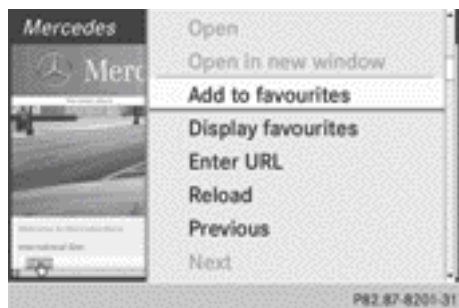 Mercedes
Merc
Open
Open in new window
Add to favourites
Display favourites
Enter URL
Reload
Previous
Next
P82.87-8201-31